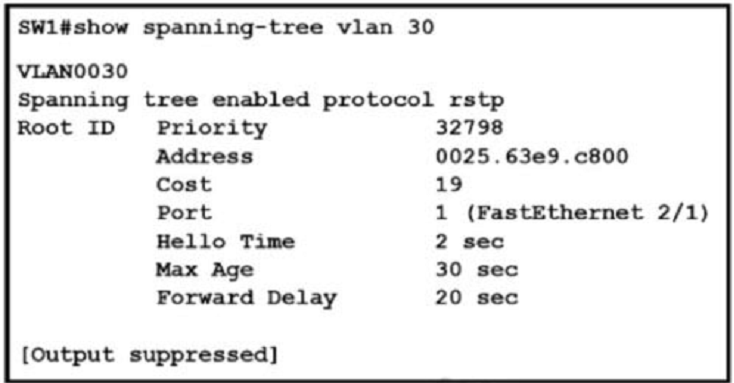 SW1#show spanning-tree vlan 30
VLAN0030
Spanning tree enabled protocol rstp
Root ID Priority 32798
Address 0025.63e9.c800
Cost 19
Port 1 (FastEthernet 2/1)
Hello Time 2 sec
Max Age 30 sec
Forward Delay 20 sec
[Output suppressed]